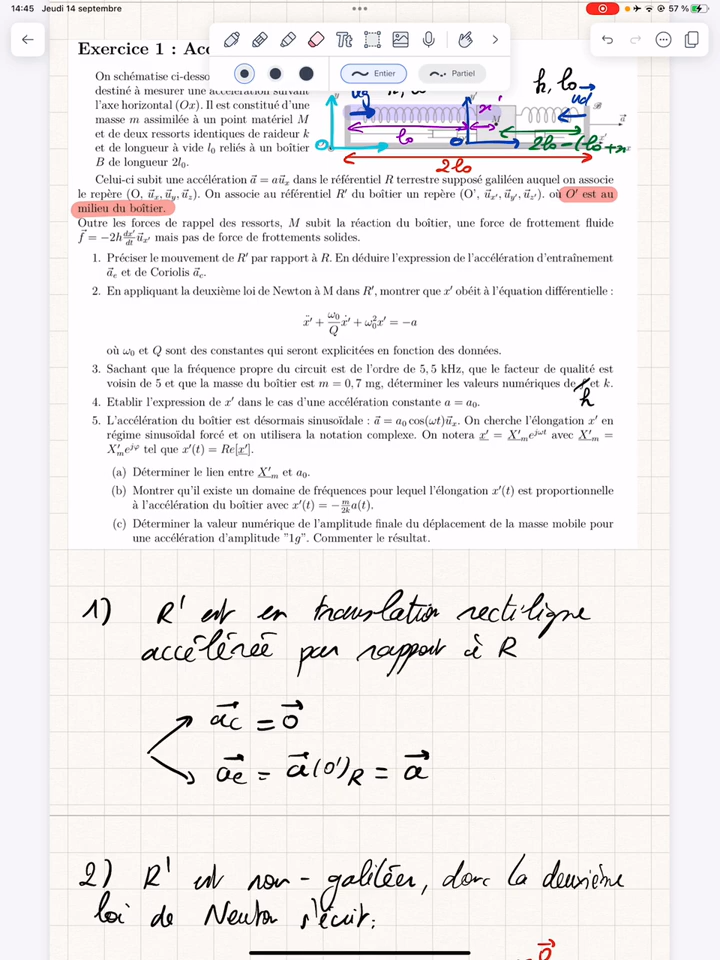 14:45 Jeudi 14 septembre
57 %
Exercice 1 : Acc
Entier
Partiel
On schématise ci-desso
destiné à mesurer une accélération suivant
l'axe horizontal (Ox). Il est constitué d'une
masse m assimilée à un point matériel M
et de deux ressorts identiques de raideur k
et de longueur à vide l₀ reliés à un boîtier
B de longueur 2l₀.
k, l₀
ud
x'
M
B
a⃗
l₀
O
O'
2l₀-(l₀+x
2l₀
Celui-ci subit une accélération a⃗ = au⃗ₓ dans le référentiel R terrestre supposé galiléen auquel on associe
le repère (O, u⃗ₓ,u⃗ᵧ,u⃗_z). On associe au référentiel R' du boîtier un repère (O', u⃗ₓ',u⃗ᵧ',u⃗_z'). où O' est au
milieu du boîtier.
Outre les forces de rappel des ressorts, M subit la réaction du boîtier, une force de frottement fluide
f⃗ = −2h dx'/dt u⃗ₓ' mais pas de force de frottements solides.
1. Préciser le mouvement de R' par rapport à R. En déduire l'expression de l'accélération d'entraînement
a⃗ₑ et de Coriolis a⃗_c.
2. En appliquant la deuxième loi de Newton à M dans R', montrer que x' obéit à l'équation différentielle :
ẍ' + ω₀/Q ẋ' + ω₀²x' = −a
où ω₀ et Q sont des constantes qui seront explicitées en fonction des données.
3. Sachant que la fréquence propre du circuit est de l'ordre de 5,5 kHz, que le facteur de qualité est
voisin de 5 et que la masse du boîtier est m = 0,7 mg, déterminer les valeurs numériques de f et k.
h
4. Etablir l'expression de x' dans le cas d'une accélération constante a = a₀.
5. L'accélération du boîtier est désormais sinusoïdale : a⃗ = a₀ cos(ωt)u⃗ₓ. On cherche l'élongation x' en
régime sinusoïdal forcé et on utilisera la notation complexe. On notera x' = X'ₘe^{jωt} avec X'ₘ =
X'ₘe^{jφ} tel que x'(t) = Re[x'].
(a) Déterminer le lien entre X'ₘ et a₀.
(b) Montrer qu'il existe un domaine de fréquences pour lequel l'élongation x'(t) est proportionnelle
à l'accélération du boîtier avec x'(t) = −m/2k a(t).
(c) Déterminer la valeur numérique de l'amplitude finale du déplacement de la masse mobile pour
une accélération d'amplitude "1g". Commenter le résultat.
1) R' est en translation rectiligne
accélérée par rapport à R
a⃗c = 0⃗
a⃗e = a⃗(O')R = a⃗
2) R' est non-galiléen, donc la deuxième
loi de Newton s'écrit:
0⃗